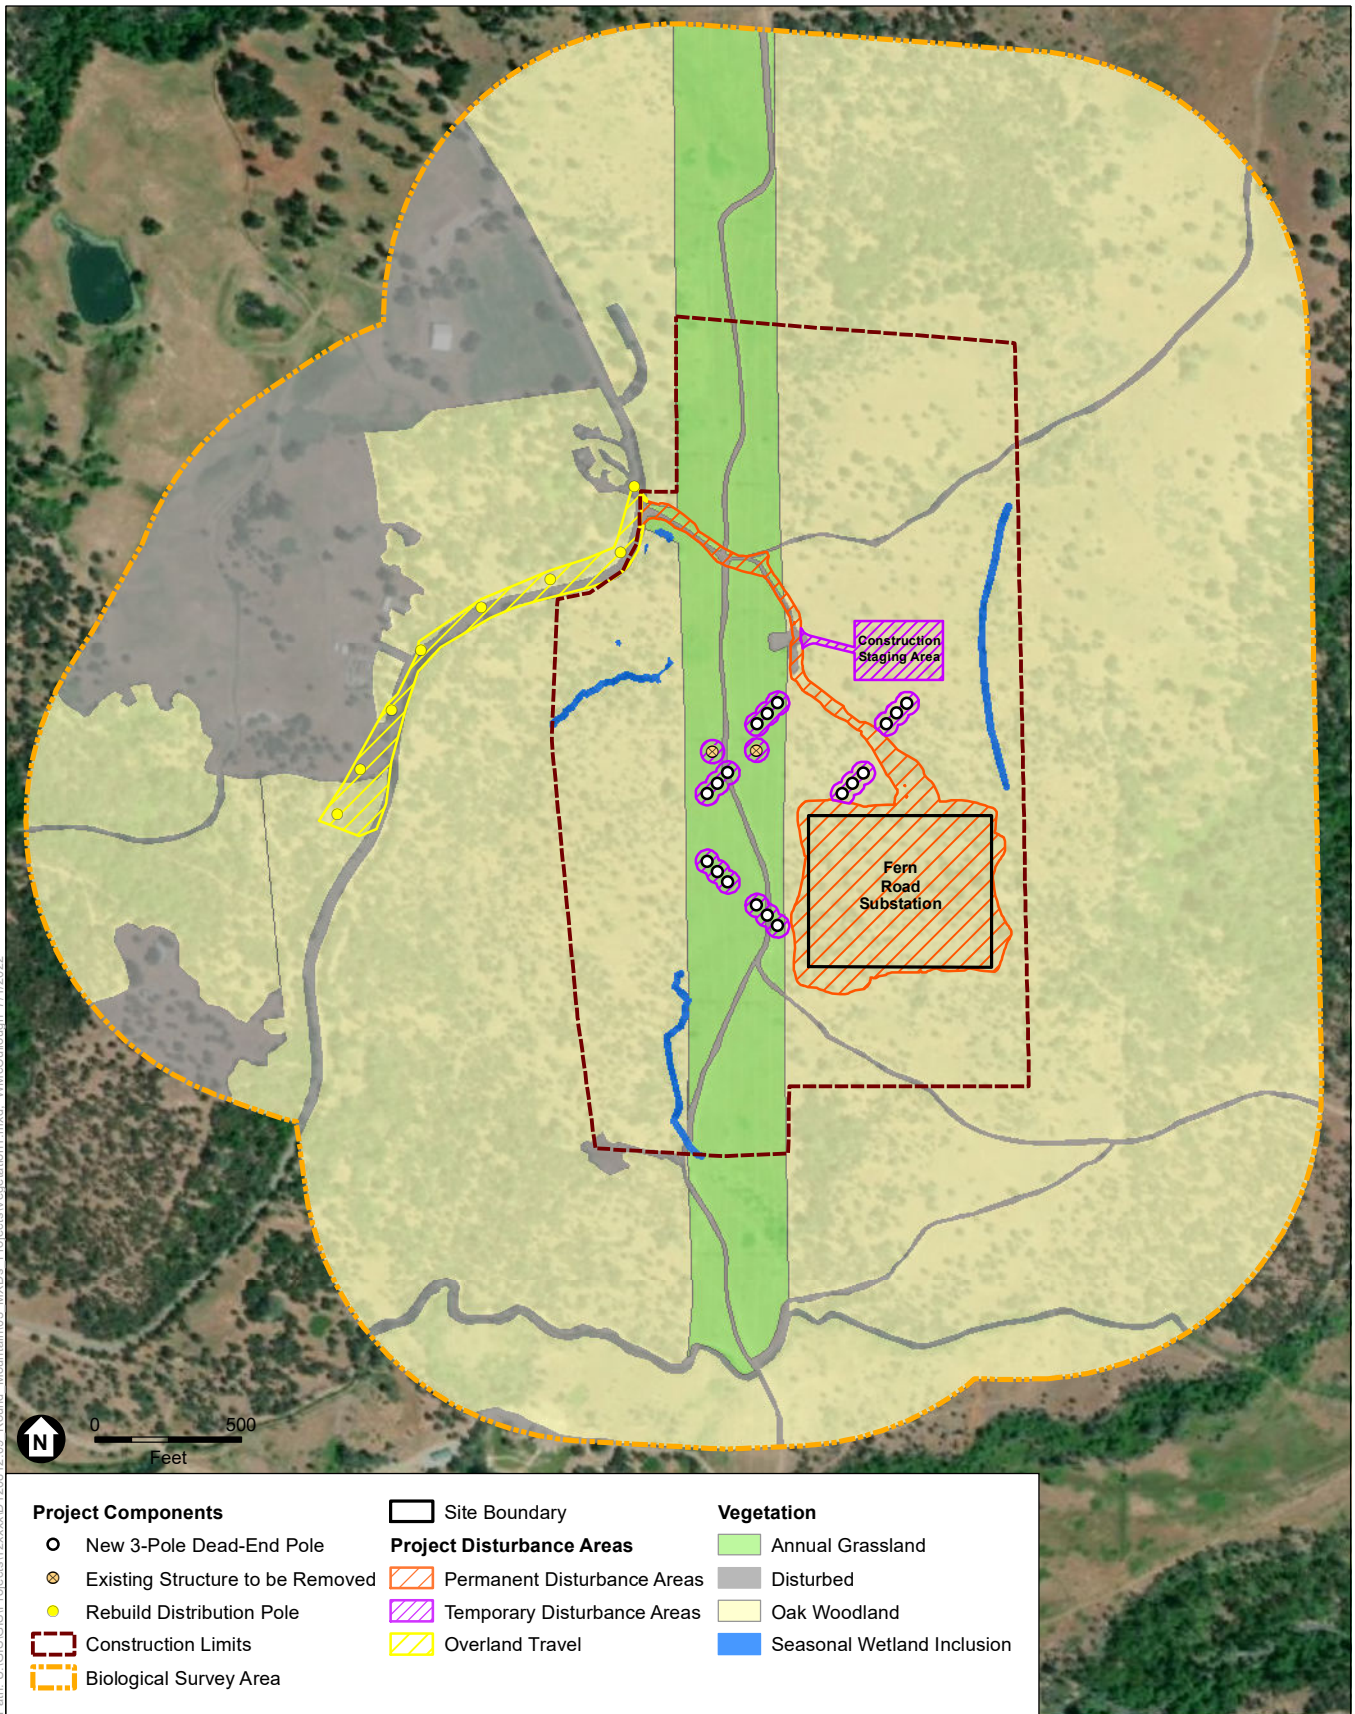 Construction
Staging Area
Fern
Road
Substation
N
0 500
Feet
Project Components
New 3-Pole Dead-End Pole
Existing Structure to be Removed
Rebuild Distribution Pole
Construction Limits
Biological Survey Area
Site Boundary
Project Disturbance Areas
Permanent Disturbance Areas
Temporary Disturbance Areas
Overland Travel
Vegetation
Annual Grassland
Disturbed
Oak Woodland
Seasonal Wetland Inclusion